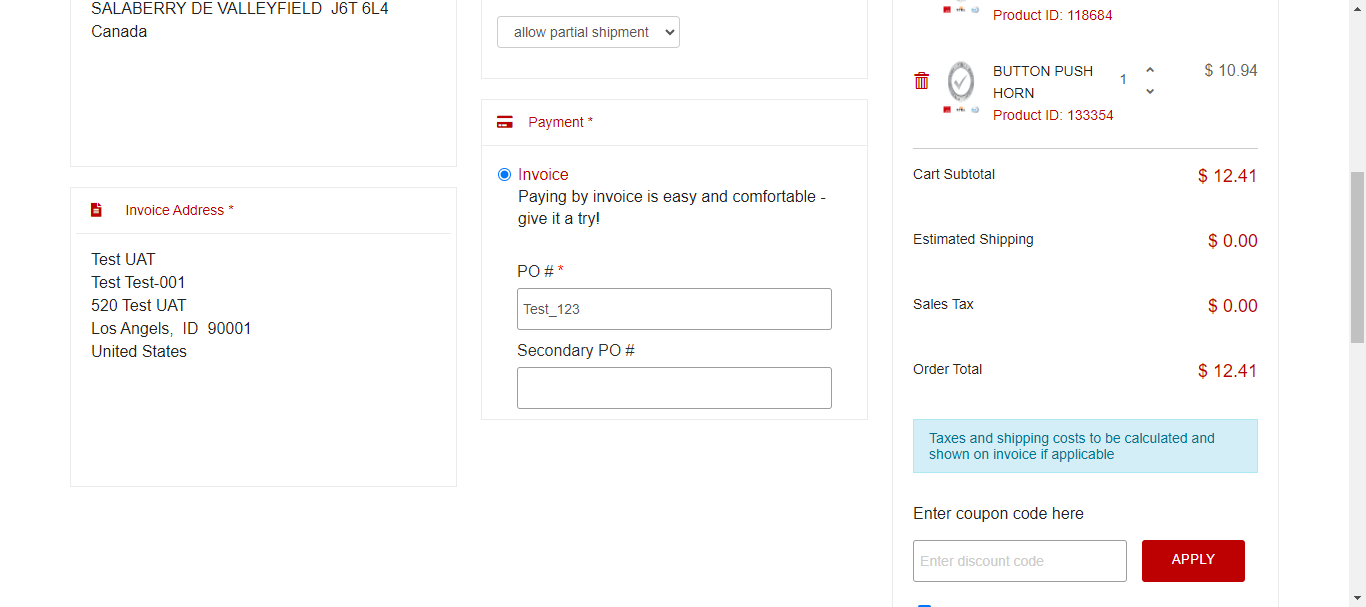 SALABERRY DE VALLEYFIELD J6T 6L4
Canada
Invoice Address *
Test UAT
Test Test-001
520 Test UAT
Los Angels, ID 90001
United States
allow partial shipment
Payment *
Invoice
Paying by invoice is easy and comfortable -
give it a try!
PO # *
Test_123
Secondary PO #
Product ID: 118684
BUTTON PUSH
HORN
Product ID: 133354
1
$ 10.94
Cart Subtotal
$ 12.41
Estimated Shipping
$ 0.00
Sales Tax
$ 0.00
Order Total
$ 12.41
Taxes and shipping costs to be calculated and
shown on invoice if applicable
Enter coupon code here
Enter discount code
APPLY